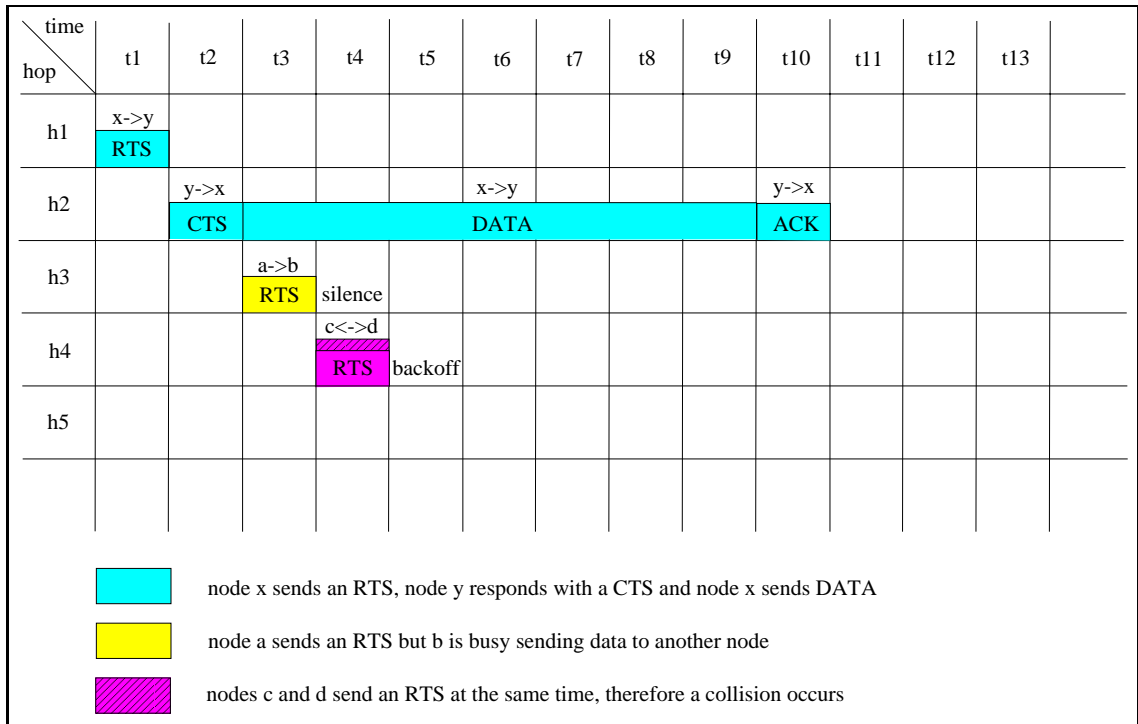 time
hop
t1 t2 t3 t4 t5 t6 t7 t8 t9 t10 t11 t12 t13
x->y
h1
RTS
y->x x->y y->x
h2
CTS DATA ACK
a->b
h3
RTS silence
c<->d
h4
RTS backoff
h5
node x sends an RTS, node y responds with a CTS and node x sends DATA
node a sends an RTS but b is busy sending data to another node
nodes c and d send an RTS at the same time, therefore a collision occurs